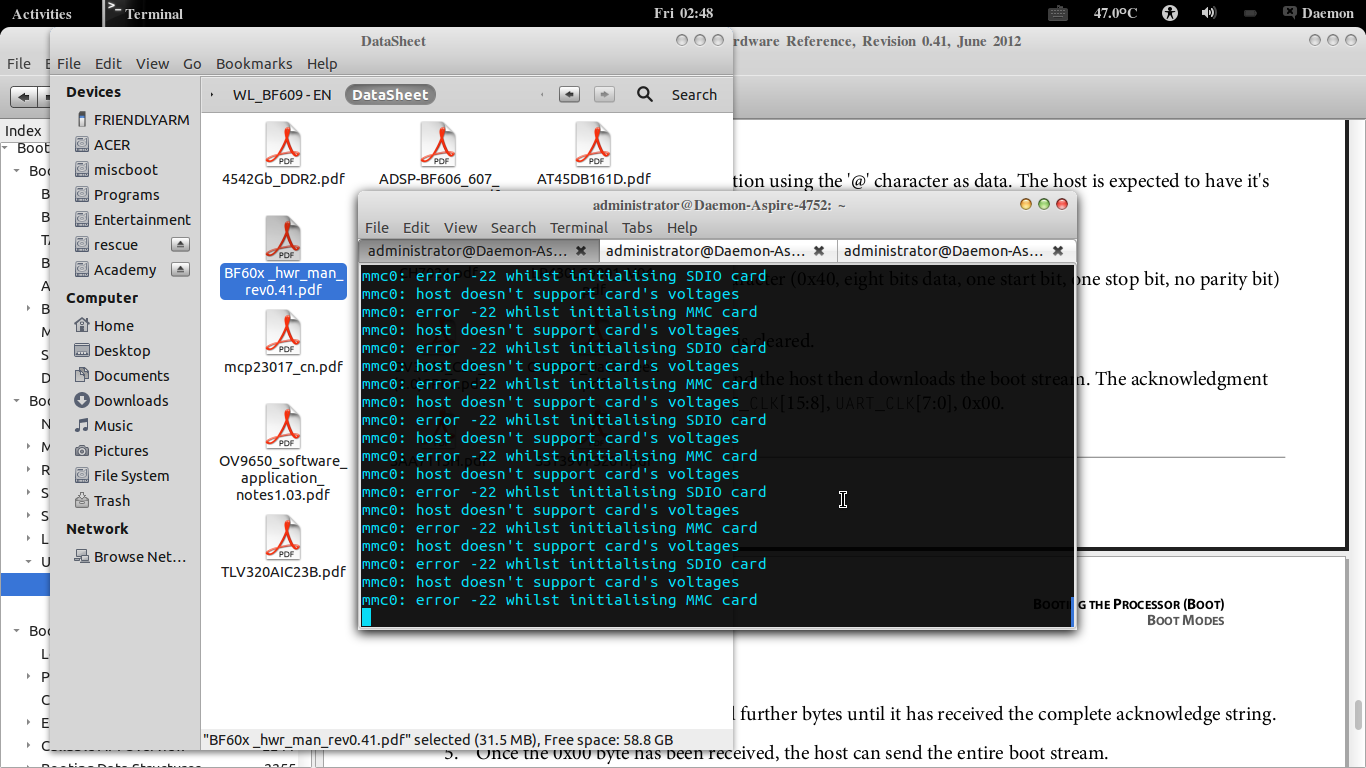 Activities
Terminal
Fri 02:48
47.0°C
Daemon
DataSheet
rdware Reference, Revision 0.41, June 2012
File
File Edit View Go Bookmarks Help
Index
Devices
FRIENDLYARM
ACER
miscboot
Programs
Entertainment
rescue
Academy
Computer
Home
Desktop
Documents
Downloads
Music
Pictures
File System
Trash
Network
Browse Net...
WL_BF609 - EN
DataSheet
Search
4542Gb_DDR2.pdf
ADSP-BF606_607_
AT45DB161D.pdf
BF60x _hwr_man_
rev0.41.pdf
mcp23017_cn.pdf
OV9650_software_
application_
notes1.03.pdf
TLV320AIC23B.pdf
"BF60x _hwr_man_rev0.41.pdf" selected (31.5 MB), Free space: 58.8 GB
administrator@Daemon-Aspire-4752: ~
File Edit View Search Terminal Tabs Help
administrator@Daemon-As...
administrator@Daemon-As...
administrator@Daemon-As...
mmc0: error -22 whilst initialising SDIO card
mmc0: host doesn't support card's voltages
mmc0: error -22 whilst initialising MMC card
mmc0: host doesn't support card's voltages
mmc0: error -22 whilst initialising SDIO card
mmc0: host doesn't support card's voltages
mmc0: error -22 whilst initialising MMC card
mmc0: host doesn't support card's voltages
mmc0: error -22 whilst initialising SDIO card
mmc0: host doesn't support card's voltages
mmc0: error -22 whilst initialising MMC card
mmc0: host doesn't support card's voltages
mmc0: error -22 whilst initialising SDIO card
mmc0: host doesn't support card's voltages
mmc0: error -22 whilst initialising MMC card
mmc0: host doesn't support card's voltages
mmc0: error -22 whilst initialising SDIO card
mmc0: host doesn't support card's voltages
mmc0: error -22 whilst initialising MMC card
tion using the '@' character as data. The host is expected to have it's
(0x40, eight bits data, one start bit, one stop bit, no parity bit)
is cleared.
the host then downloads the boot stream. The acknowledgment
CLK[15:8], UART_CLK[7:0], 0x00.
THE PROCESSOR (BOOT)
BOOT MODES
further bytes until it has received the complete acknowledge string.
5. Once the 0x00 byte has been received, the host can send the entire boot stream.